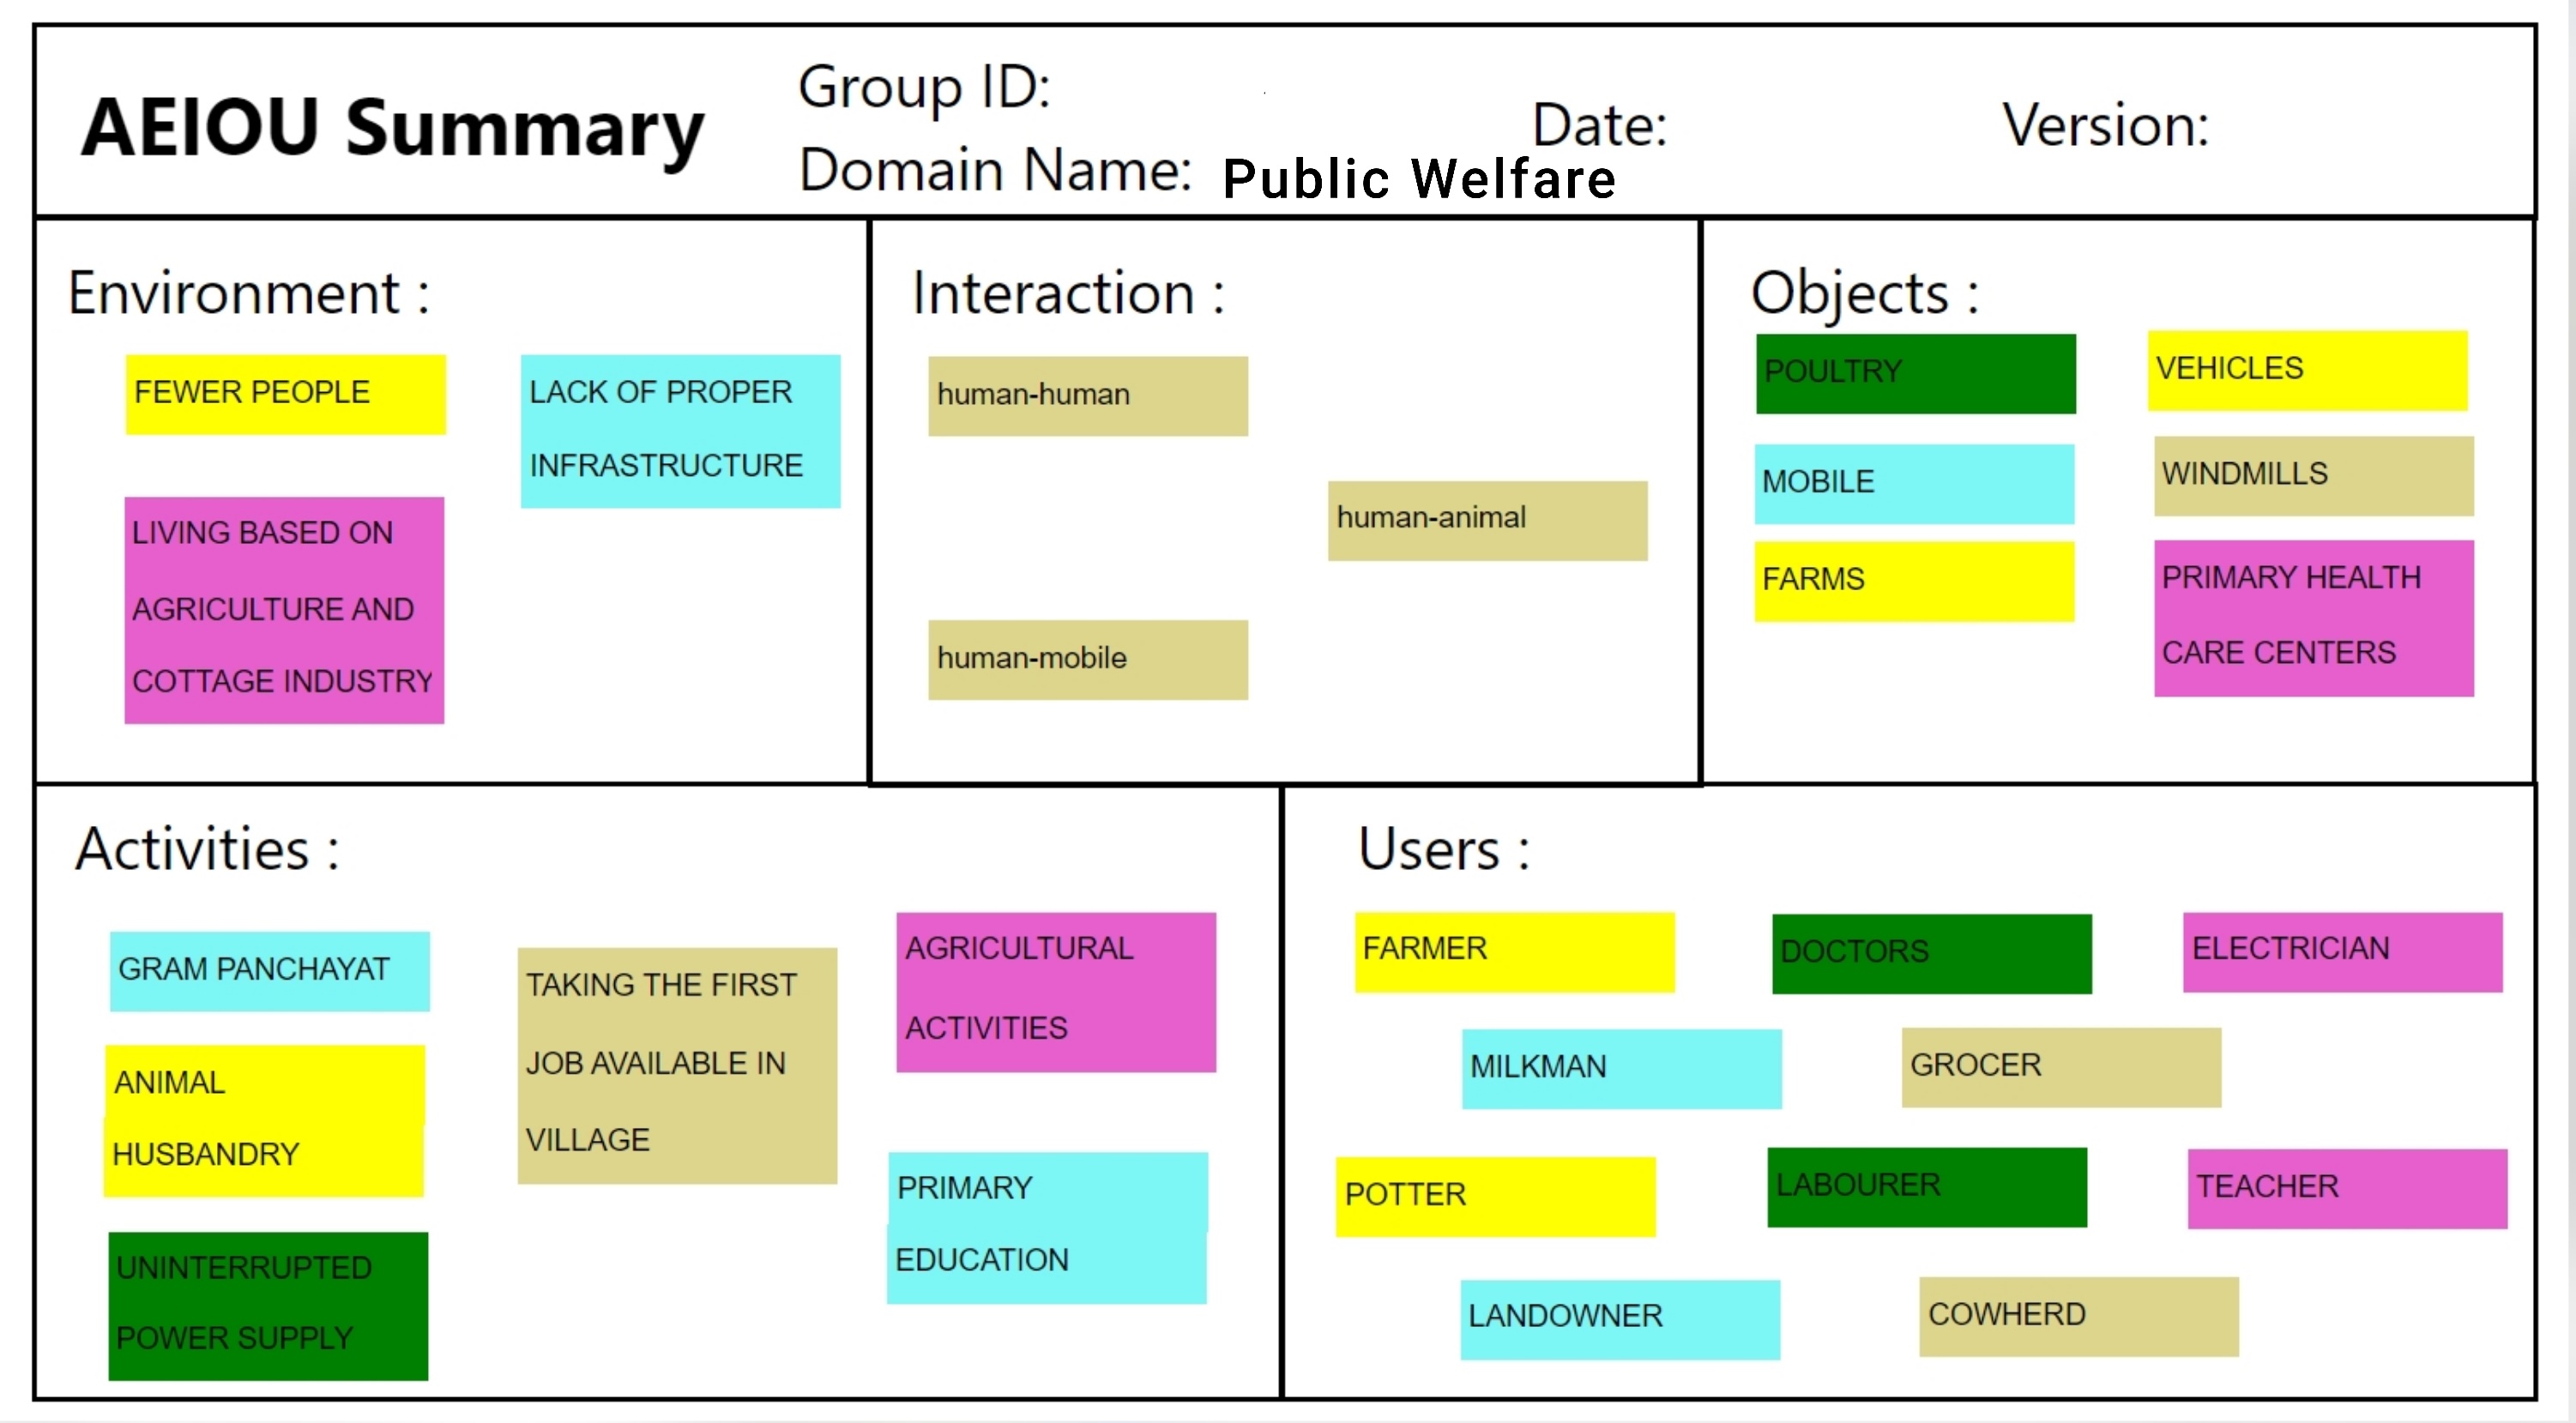 AEIOU Summary
Group ID:
Domain Name: Public Welfare
Date:
Version:
Environment :
FEWER PEOPLE
LACK OF PROPER
INFRASTRUCTURE
LIVING BASED ON
AGRICULTURE AND
COTTAGE INDUSTRY
Interaction :
human-human
human-animal
human-mobile
Objects :
POULTRY
VEHICLES
MOBILE
WINDMILLS
FARMS
PRIMARY HEALTH
CARE CENTERS
Activities :
GRAM PANCHAYAT
ANIMAL
HUSBANDRY
UNINTERRUPTED
POWER SUPPLY
TAKING THE FIRST
JOB AVAILABLE IN
VILLAGE
AGRICULTURAL
ACTIVITIES
PRIMARY
EDUCATION
Users :
FARMER
DOCTORS
ELECTRICIAN
MILKMAN
GROCER
POTTER
LABOURER
TEACHER
LANDOWNER
COWHERD